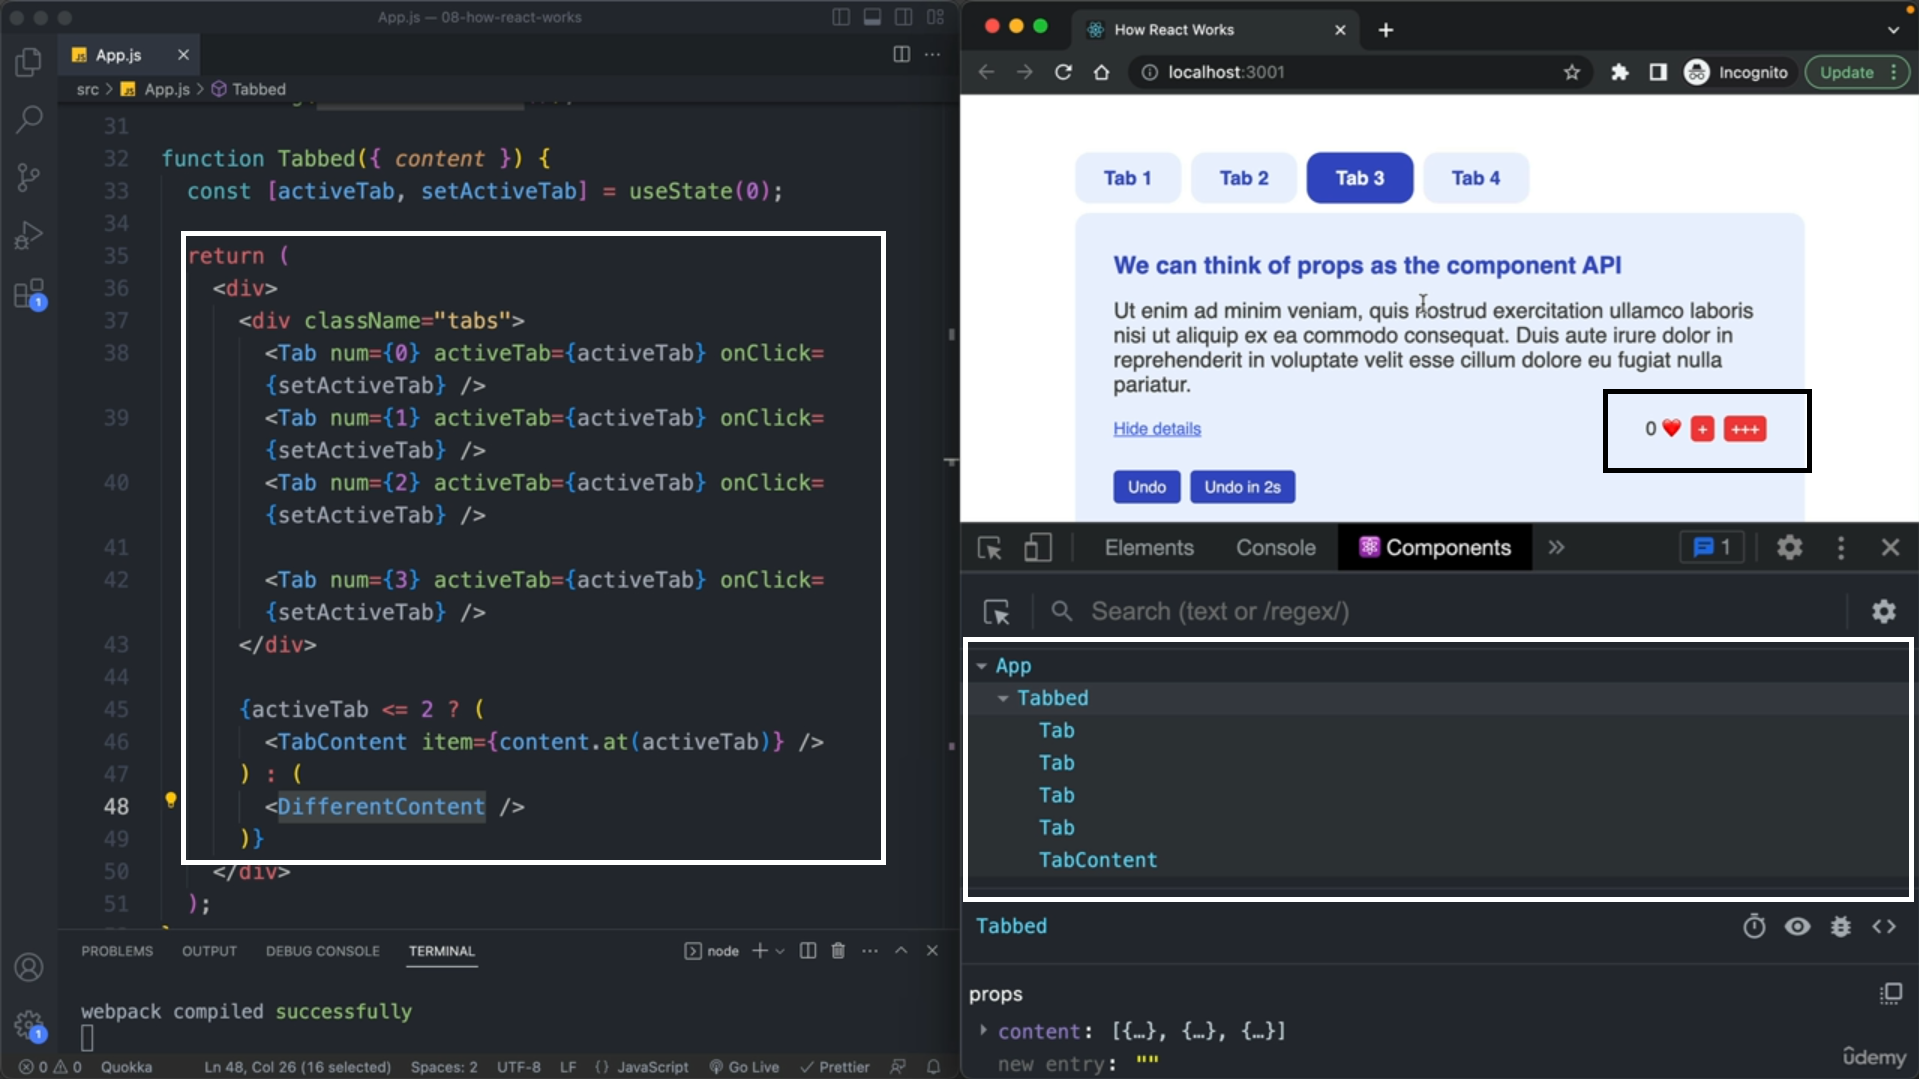 App.js — 08-how-react-works
App.js
src > App.js > Tabbed
31
32 function Tabbed({ content }) {
33 const [activeTab, setActiveTab] = useState(0);
34
35 return (
36 <div>
37 <div className="tabs">
38 <Tab num={0} activeTab={activeTab} onClick=
{setActiveTab} />
39 <Tab num={1} activeTab={activeTab} onClick=
{setActiveTab} />
40 <Tab num={2} activeTab={activeTab} onClick=
{setActiveTab} />
41
42 <Tab num={3} activeTab={activeTab} onClick=
{setActiveTab} />
43 </div>
44
45 {activeTab <= 2 ? (
46 <TabContent item={content.at(activeTab)} />
47 ) : (
48 <DifferentContent />
49 )}
50 </div>
51 );
1
1
PROBLEMS OUTPUT DEBUG CONSOLE TERMINAL node
webpack compiled successfully
0 0 Quokka Ln 48, Col 26 (16 selected) Spaces: 2 UTF-8 LF {} JavaScript Go Live Prettier
How React Works
localhost:3001 Incognito Update
Tab 1 Tab 2 Tab 3 Tab 4
We can think of props as the component API
Ut enim ad minim veniam, quis nostrud exercitation ullamco laboris
nisi ut aliquip ex ea commodo consequat. Duis aute irure dolor in
reprehenderit in voluptate velit esse cillum dolore eu fugiat nulla
pariatur.
Hide details 0 ❤️ + +++
Undo Undo in 2s
Elements Console Components 1
Search (text or /regex/)
App
Tabbed
Tab
Tab
Tab
Tab
TabContent
Tabbed
props
content: [{…}, {…}, {…}]
new entry: ""
ûdemy